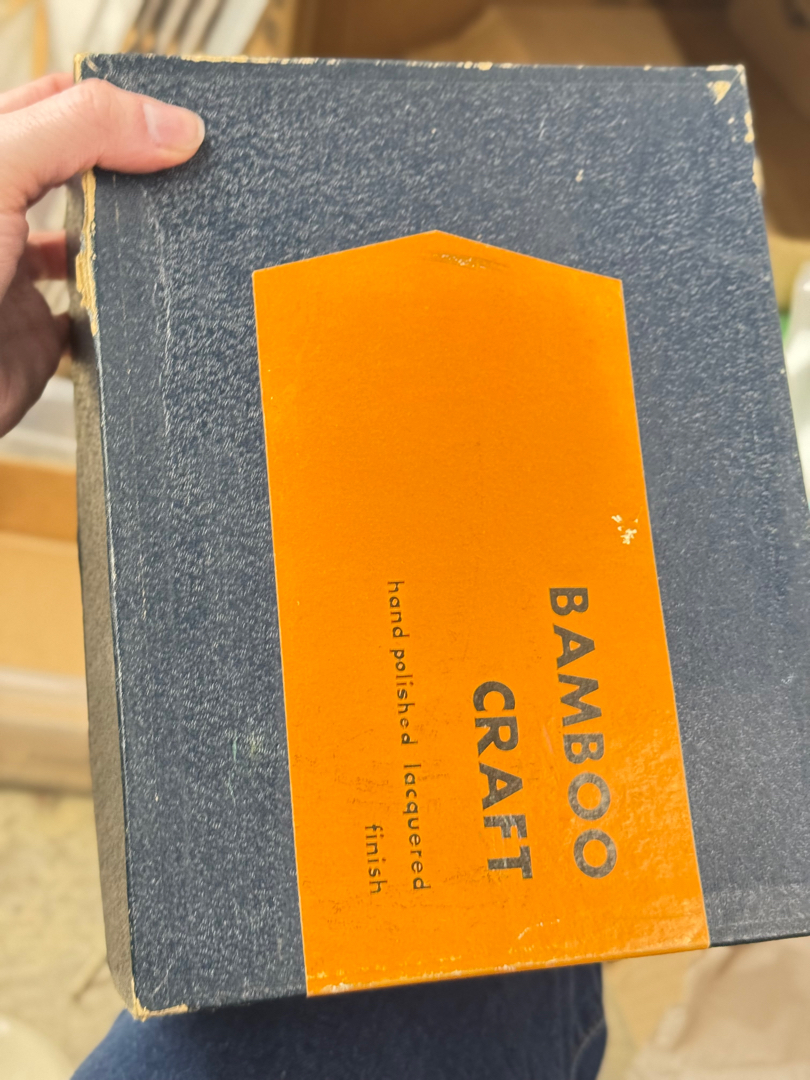 BAMBOO
CRAFT
hand polished lacquered
finish